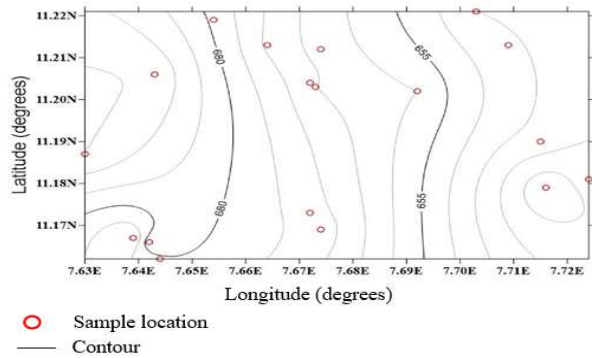 11.22N
11.21N
11.20N
11.19N
11.18N
11.17N
Latitude (degrees)
680
655
680
655
7.63E 7.64E 7.65E 7.66E 7.67E 7.68E 7.69E 7.70E 7.71E 7.72E
Longitude (degrees)
Sample location
Contour